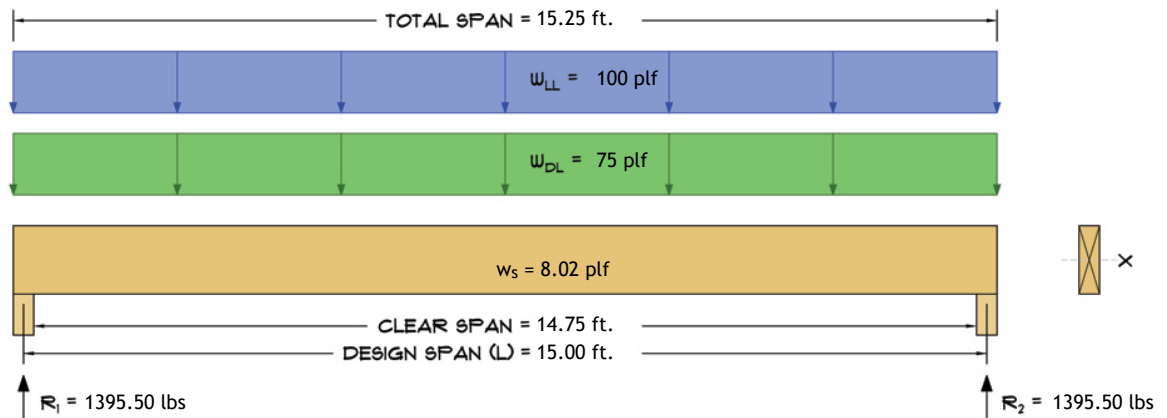 TOTAL SPAN = 15.25 ft.
WLL = 100 plf
WDL = 75 plf
ws = 8.02 plf
X
CLEAR SPAN = 14.75 ft.
DESIGN SPAN (L) = 15.00 ft.
R1 = 1395.50 lbs
R2 = 1395.50 lbs